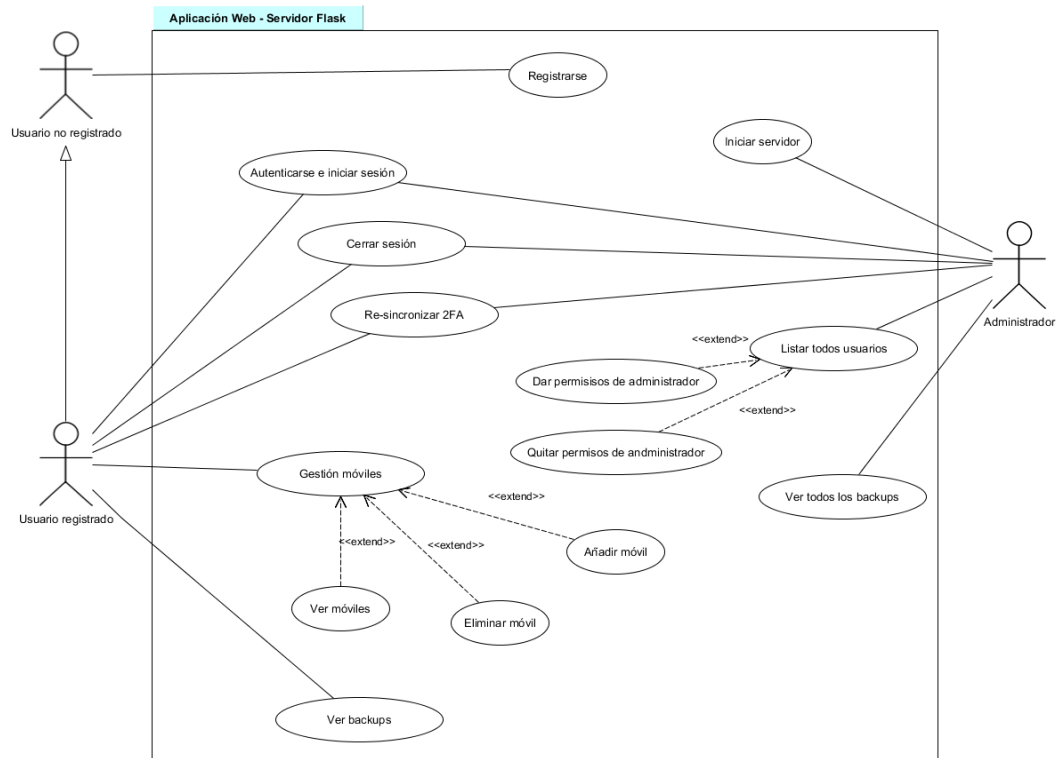 Aplicación Web - Servidor Flask
Usuario no registrado
Registrarse
Iniciar servidor
Autenticarse e iniciar sesión
Cerrar sesión
Re-sincronizar 2FA
Administrador
<<extend>>
Listar todos usuarios
Dar permisisos de administrador
<<extend>>
Quitar permisos de andministrador
Usuario registrado
Gestión móviles
Ver todos los backups
<<extend>>
<<extend>>
<<extend>>
Añadir móvil
Ver móviles
Eliminar móvil
Ver backups